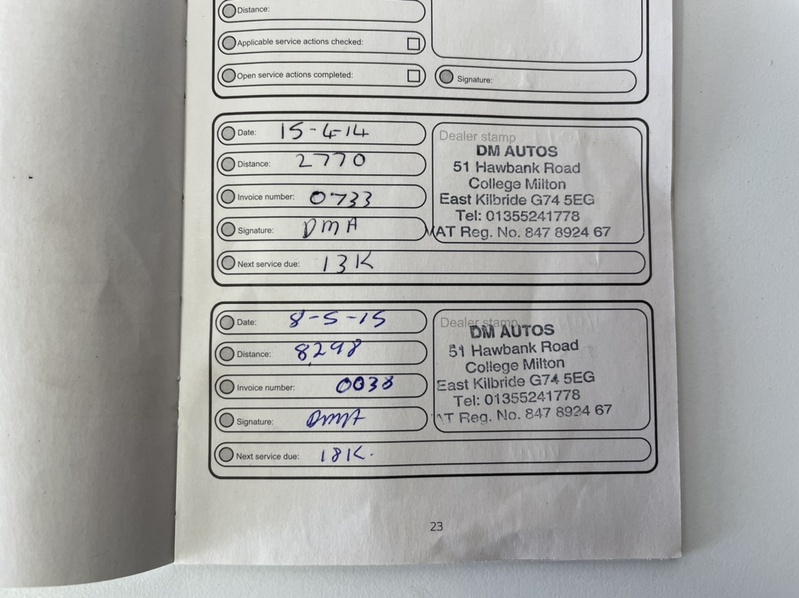 Distance:
Applicable service actions checked:
Open service actions completed:
Signature:
Date: 15-4-14
Distance: 2770
Invoice number: 0733
Signature: DMA
Next service due: 13K
Dealer stamp
DM AUTOS
51 Hawbank Road
College Milton
East Kilbride G74 5EG
Tel: 01355241778
VAT Reg. No. 847 8924 67
Date: 8-5-15
Distance: 8298
Invoice number: 0038
Signature: DMA
Next service due: 18K.
Dealer stamp
DM AUTOS
51 Hawbank Road
College Milton
East Kilbride G74 5EG
Tel: 01355241778
AT Reg. No. 847 8924 67
23